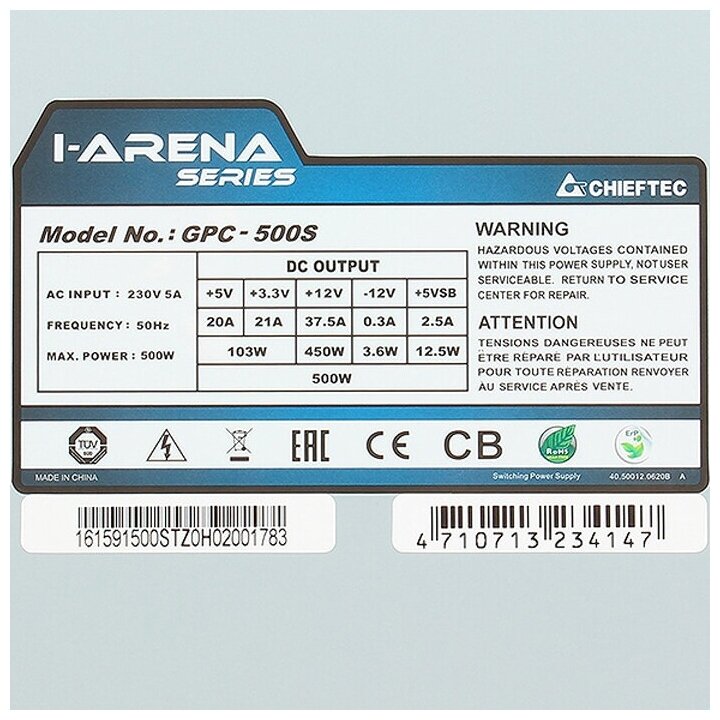 I-ARENA
SERIES
CHIEFTEC
Model No.: GPC - 500S
AC INPUT : 230V 5A
FREQUENCY : 50Hz
MAX. POWER : 500W
DC OUTPUT
+5V +3.3V +12V -12V +5VSB
20A 21A 37.5A 0.3A 2.5A
103W 450W 3.6W 12.5W
500W
WARNING
HAZARDOUS VOLTAGES CONTAINED
WITHIN THIS POWER SUPPLY, NOT USER
SERVICEABLE. RETURN TO SERVICE
CENTER FOR REPAIR.
ATTENTION
TENSIONS DANGEREUSES NE PEUT
ÊTRE RÉPARÉ PAR L'UTILISATEUR
POUR TOUTE RÉPARATION RENVOYER
AU SERVICE APRÈS VENTE.
TÜV
SUD
EAC
CE
CB
RoHS
ErP
MADE IN CHINA
Switching Power Supply
40.50012.0620B A
161591500STZ0H02001783
4 710713 234147